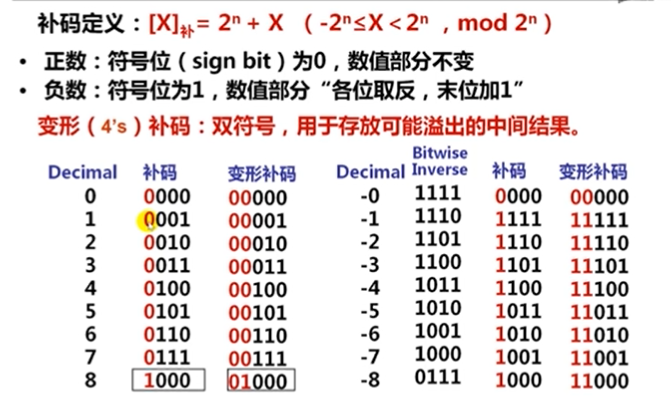 补码定义：[X]补= 2ⁿ + X （-2ⁿ≤X < 2ⁿ ，mod 2ⁿ ）
• 正数：符号位（sign bit）为0，数值部分不变
• 负数：符号位为1，数值部分“各位取反，末位加1”
变形（4's）补码：双符号，用于存放可能溢出的中间结果。
Decimal 补码 变形补码 Decimal Bitwise Inverse 补码 变形补码
0 0000 00000 -0 1111 0000 00000
1 0001 00001 -1 1110 1111 11111
2 0010 00010 -2 1101 1110 11110
3 0011 00011 -3 1100 1101 11101
4 0100 00100 -4 1011 1100 11100
5 0101 00101 -5 1010 1011 11011
6 0110 00110 -6 1001 1010 11010
7 0111 00111 -7 1000 1001 11001
8 1000 01000 -8 0111 1000 11000